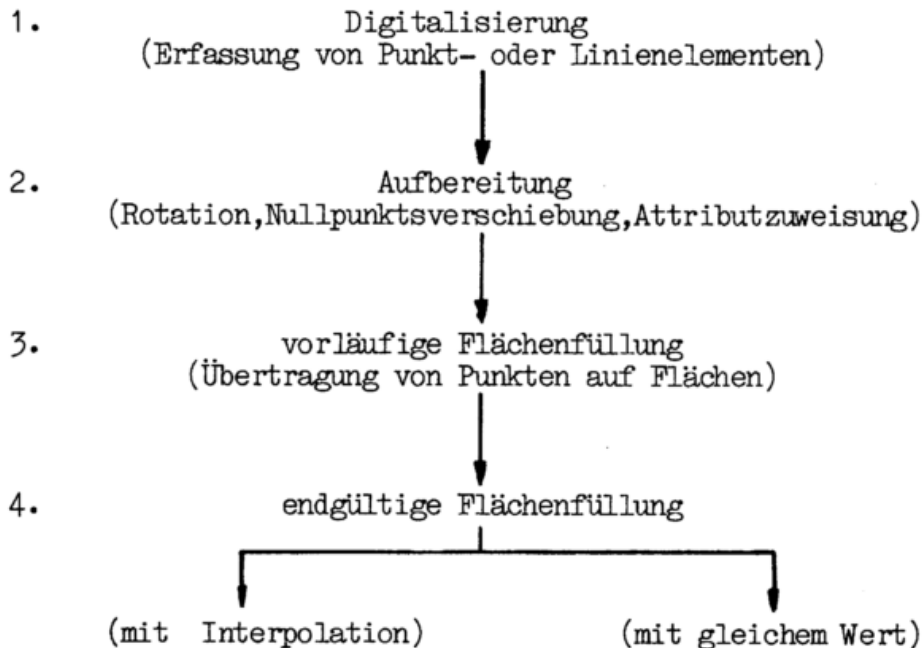 1. Digitalisierung
(Erfassung von Punkt- oder Linienelementen)
2. Aufbereitung
(Rotation,Nullpunktsverschiebung,Attributzuweisung)
3. vorläufige Flächenfüllung
(Übertragung von Punkten auf Flächen)
4. endgültige Flächenfüllung
(mit Interpolation) (mit gleichem Wert)